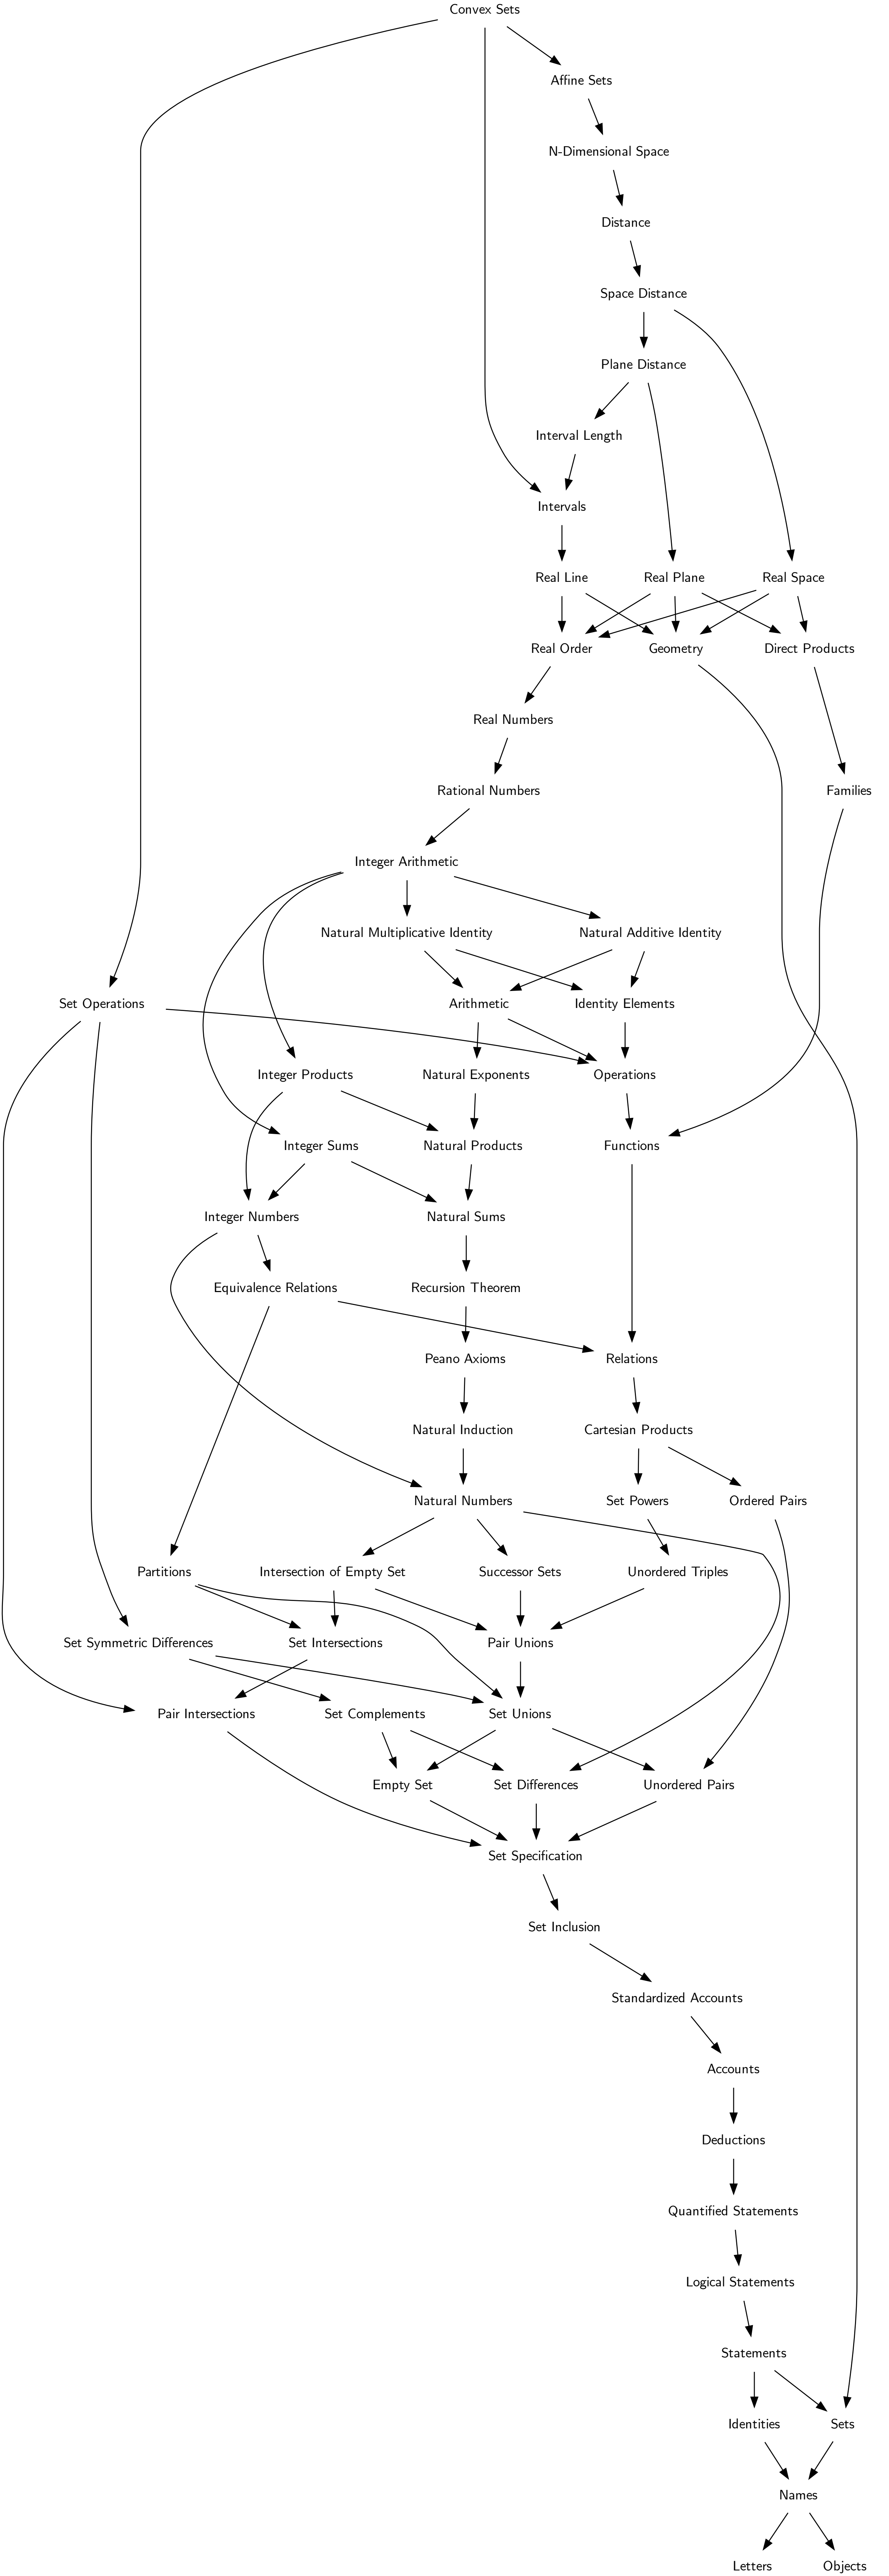 Convex Sets
Affine Sets
N-Dimensional Space
Distance
Space Distance
Plane Distance
Interval Length
Intervals
Real Line
Real Plane
Real Space
Real Order
Geometry
Direct Products
Real Numbers
Rational Numbers
Families
Integer Arithmetic
Natural Multiplicative Identity
Natural Additive Identity
Set Operations
Arithmetic
Identity Elements
Integer Products
Natural Exponents
Operations
Integer Sums
Natural Products
Functions
Integer Numbers
Natural Sums
Equivalence Relations
Recursion Theorem
Peano Axioms
Relations
Natural Induction
Cartesian Products
Natural Numbers
Set Powers
Ordered Pairs
Partitions
Intersection of Empty Set
Successor Sets
Unordered Triples
Set Symmetric Differences
Set Intersections
Pair Unions
Pair Intersections
Set Complements
Set Unions
Empty Set
Set Differences
Unordered Pairs
Set Specification
Set Inclusion
Standardized Accounts
Accounts
Deductions
Quantified Statements
Logical Statements
Statements
Identities
Sets
Names
Letters
Objects